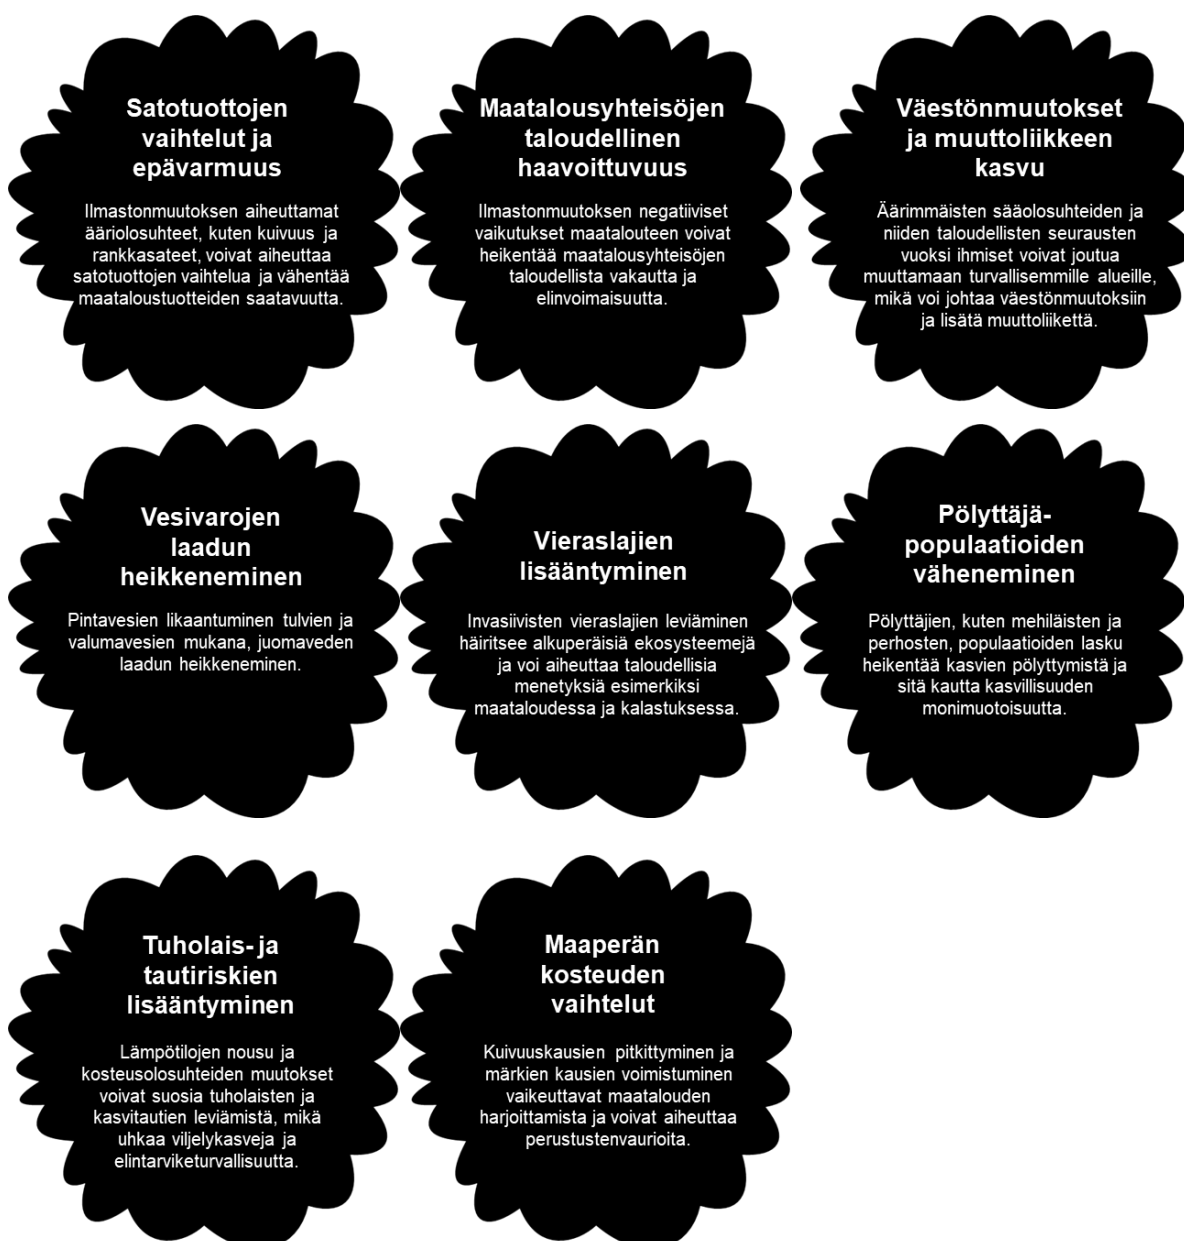 Satotuottojen
vaihtelut ja
epävarmuus
Ilmastonmuutoksen aiheuttamat
ääriolosuhteet, kuten kuivuus ja
rankkasateet, voivat aiheuttaa
satotuottojen vaihtelua ja vähentää
maataloustuotteiden saatavuutta.
Maatalousyhteisöjen
taloudellinen
haavoittuvuus
Ilmastonmuutoksen negatiiviset
vaikutukset maatalouteen voivat
heikentää maatalousyhteisöjen
taloudellista vakautta ja
elinvoimaisuutta.
Väestönmuutokset
ja muuttoliikkeen
kasvu
Äärimmäisten sääolosuhteiden ja
niiden taloudellisten seurausten
vuoksi ihmiset voivat joutua
muuttamaan turvallisemmille alueille,
mikä voi johtaa väestönmuutoksiin
ja lisätä muuttoliikettä.
Vesivarojen
laadun
heikkeneminen
Pintavesien likaantuminen tulvien ja
valumavesien mukana, juomaveden
laadun heikkeneminen.
Vieraslajien
lisääntyminen
Invasiivisten vieraslajien leviäminen
häiritsee alkuperäisiä ekosysteemejä
ja voi aiheuttaa taloudellisia
menetyksiä esimerkiksi
maataloudessa ja kalastuksessa.
Pölyttäjä-
populaatioiden
väheneminen
Pölyttäjien, kuten mehiläisten ja
perhosten, populaatioiden lasku
heikentää kasvien pölyttymistä ja
sitä kautta kasvillisuuden
monimuotoisuutta.
Tuholais- ja
tautiriskien
lisääntyminen
Lämpötilojen nousu ja
kosteusolosuhteiden muutokset
voivat suosia tuholaisten ja
kasvitautien leviämistä, mikä
uhkaa viljelykasveja ja
elintarviketurvallisuutta.
Maaperän
kosteuden
vaihtelut
Kuivuuskausien pitkittyminen ja
märkien kausien voimistuminen
vaikeuttavat maatalouden
harjoittamista ja voivat aiheuttaa
perustustenvaurioita.